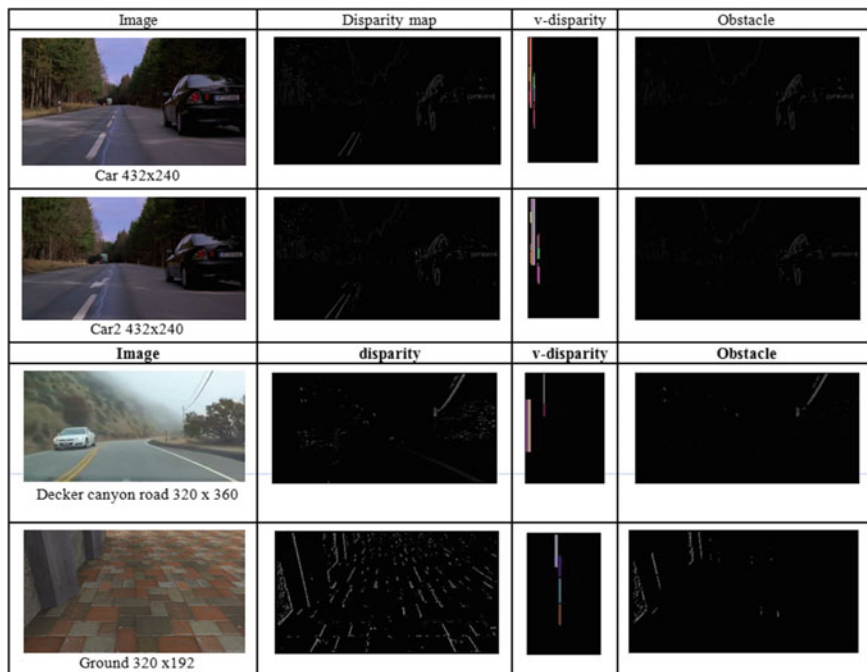 Image Disparity map v-disparity Obstacle
Car 432x240
Car2 432x240
Image disparity v-disparity Obstacle
Decker canyon road 320 x 360
Ground 320 x192